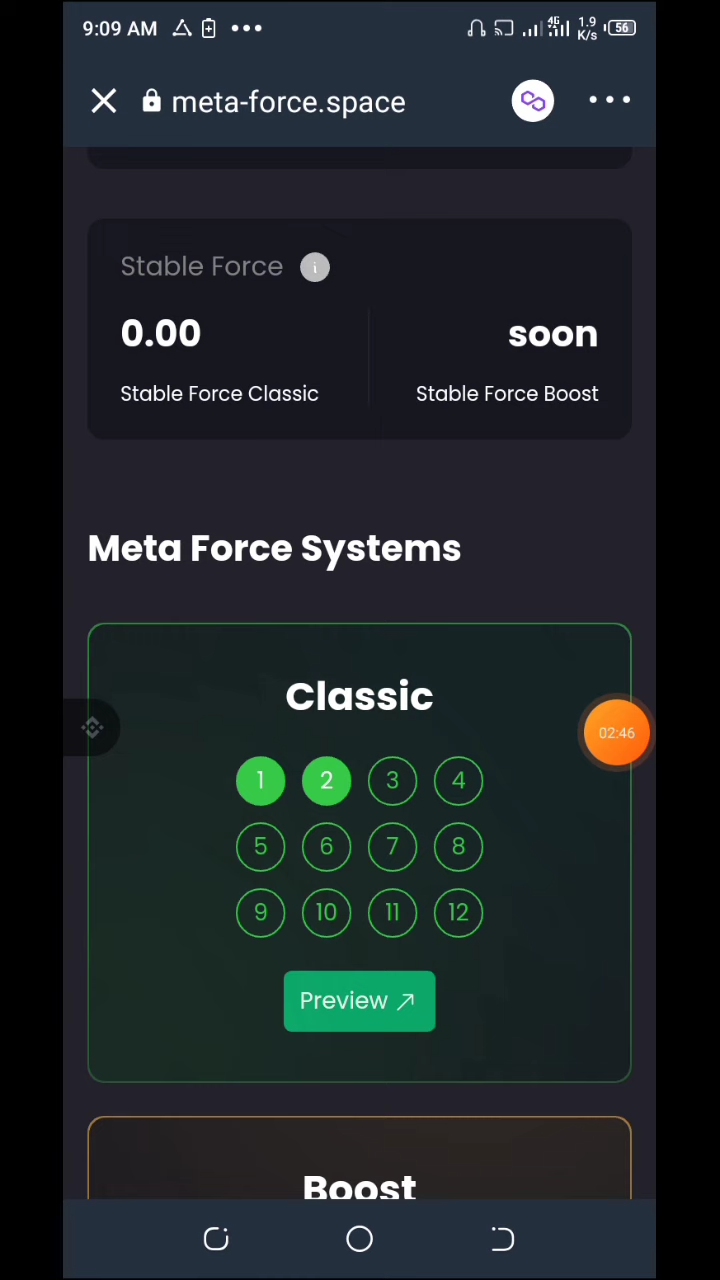 9:09 AM 4G 1.9 K/s 56
meta-force.space
Stable Force i
0.00 soon
Stable Force Classic Stable Force Boost
Meta Force Systems
Classic
02:46
1 2 3 4
5 6 7 8
9 10 11 12
Preview
Boost